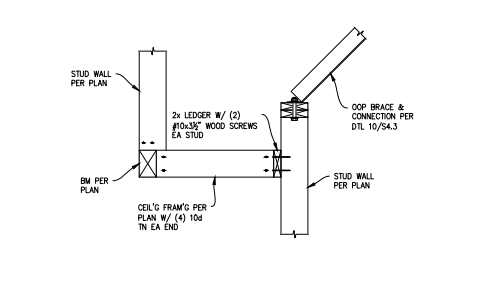 STUD WALL
PER PLAN
2x LEDGER W/ (2)
#10x3½" WOOD SCREWS
EA STUD
OOP BRACE &
CONNECTION PER
DTL 10/S4.3
BM PER
PLAN
STUD WALL
PER PLAN
CEIL'G FRAM'G PER
PLAN W/ (4) 10d
TN EA END